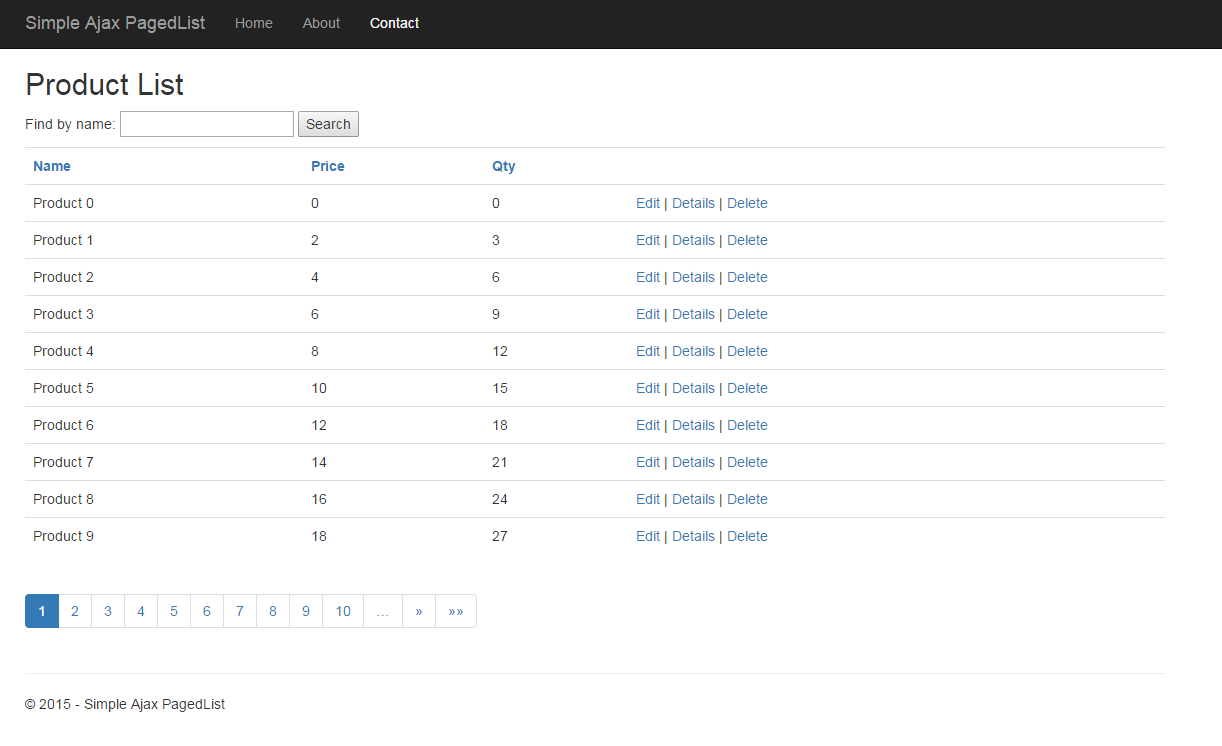 Simple Ajax PagedList Home About Contact
Product List
Find by name: Search
Name Price Qty
Product 0 0 0 Edit | Details | Delete
Product 1 2 3 Edit | Details | Delete
Product 2 4 6 Edit | Details | Delete
Product 3 6 9 Edit | Details | Delete
Product 4 8 12 Edit | Details | Delete
Product 5 10 15 Edit | Details | Delete
Product 6 12 18 Edit | Details | Delete
Product 7 14 21 Edit | Details | Delete
Product 8 16 24 Edit | Details | Delete
Product 9 18 27 Edit | Details | Delete
1 2 3 4 5 6 7 8 9 10 … » »»
© 2015 - Simple Ajax PagedList